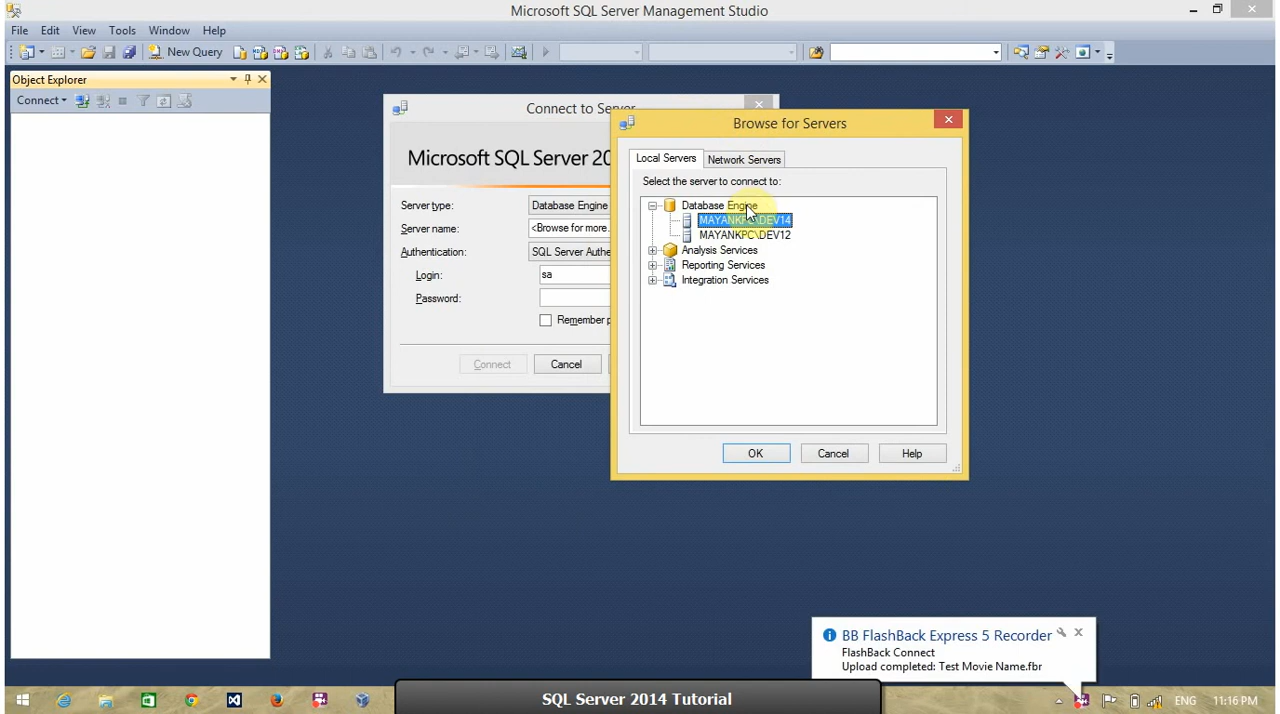 Microsoft SQL Server Management Studio
File Edit View Tools Window Help
New Query
Object Explorer
Connect
Connect to Server
Microsoft SQL Server 20
Server type: Database Engine
Server name: <Browse for more.
Authentication: SQL Server Authe
Login: sa
Password:
Remember p
Connect Cancel
Browse for Servers
Local Servers Network Servers
Select the server to connect to:
Database Engine
MAYANKPC\DEV14
MAYANKPC\DEV12
Analysis Services
Reporting Services
Integration Services
OK Cancel Help
BB FlashBack Express 5 Recorder
FlashBack Connect
Upload completed: Test Movie Name.fbr
SQL Server 2014 Tutorial
ENG 11:16 PM